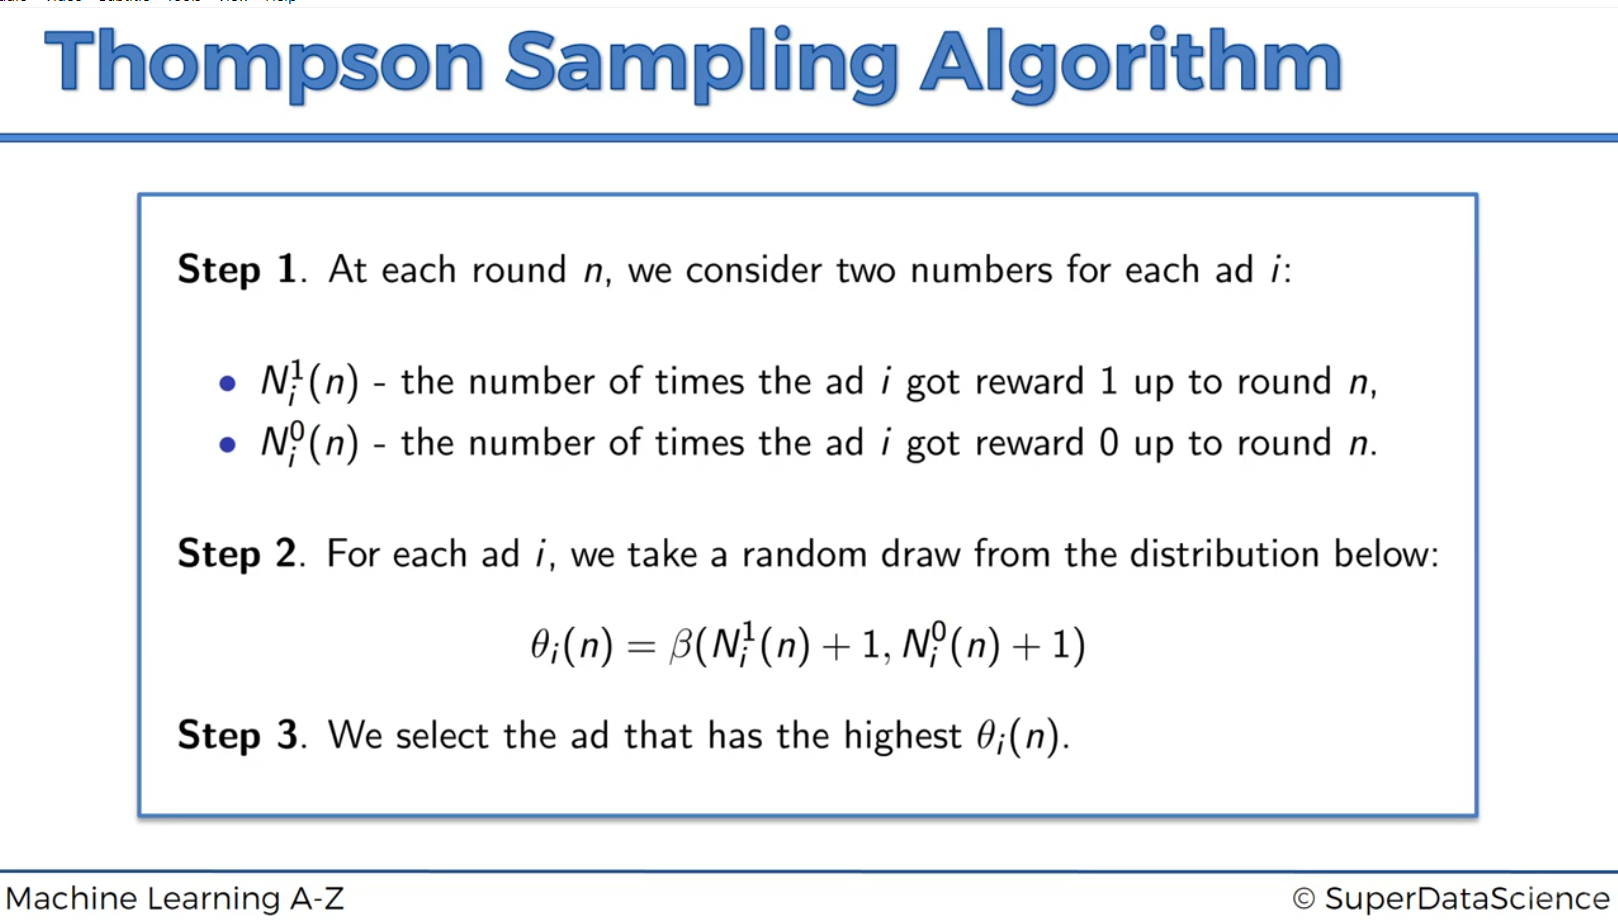 Thompson Sampling Algorithm
Step 1. At each round n, we consider two numbers for each ad i:
• N_i^1(n) - the number of times the ad i got reward 1 up to round n,
• N_i^0(n) - the number of times the ad i got reward 0 up to round n.
Step 2. For each ad i, we take a random draw from the distribution below:
θ_i(n) = β(N_i^1(n) + 1, N_i^0(n) + 1)
Step 3. We select the ad that has the highest θ_i(n).
Machine Learning A-Z
© SuperDataScience